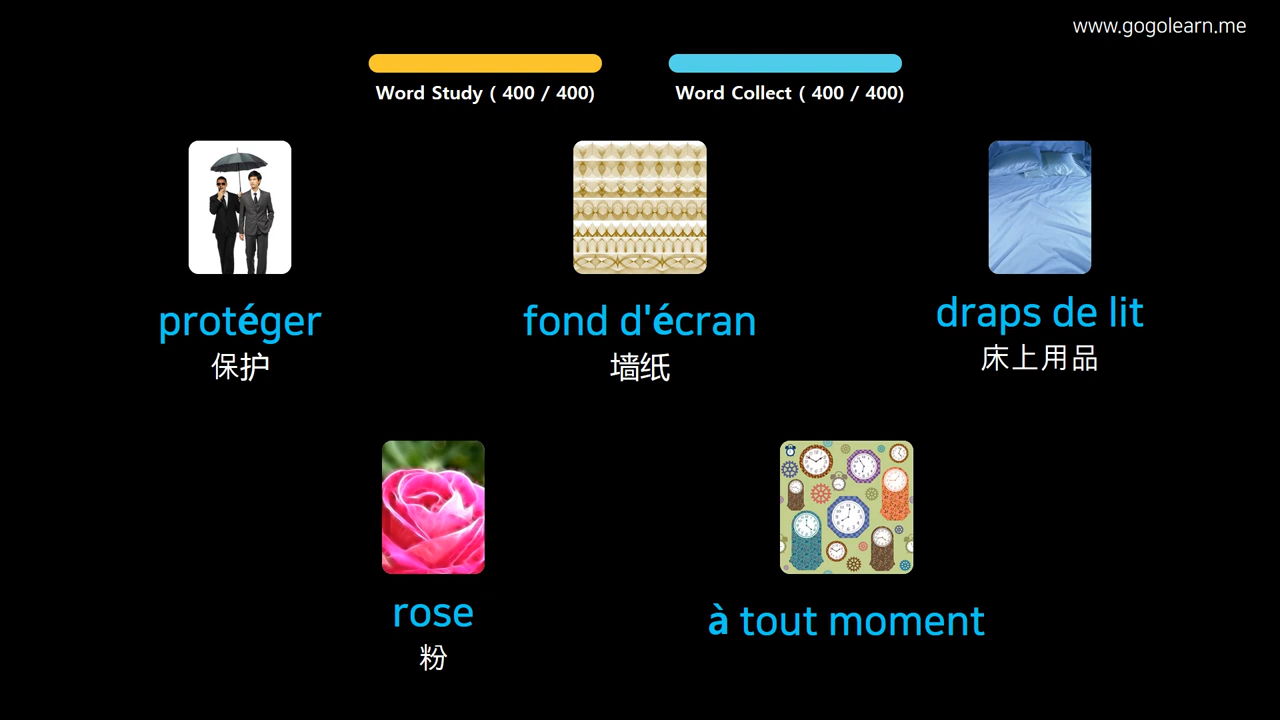 www.gogolearn.me
Word Study ( 400 / 400)
Word Collect ( 400 / 400)
protéger
保护
fond d'écran
墙纸
draps de lit
床上用品
rose
粉
à tout moment